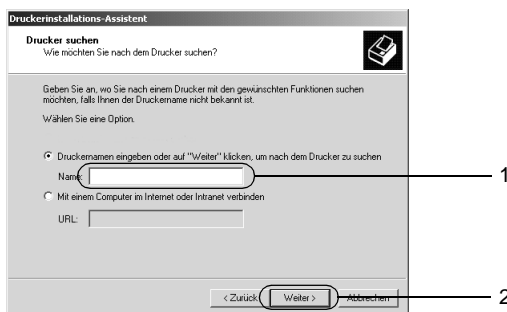 Druckerinstallations-Assistent
Drucker suchen
Wie möchten Sie nach dem Drucker suchen?
Geben Sie an, wo Sie nach einem Drucker mit den gewünschten Funktionen suchen
möchten, falls Ihnen der Druckername nicht bekannt ist.
Wählen Sie eine Option.
Druckernamen eingeben oder auf "Weiter" klicken, um nach dem Drucker zu suchen
Name: 1
Mit einem Computer im Internet oder Intranet verbinden
URL:
< Zurück Weiter > Abbrechen 2